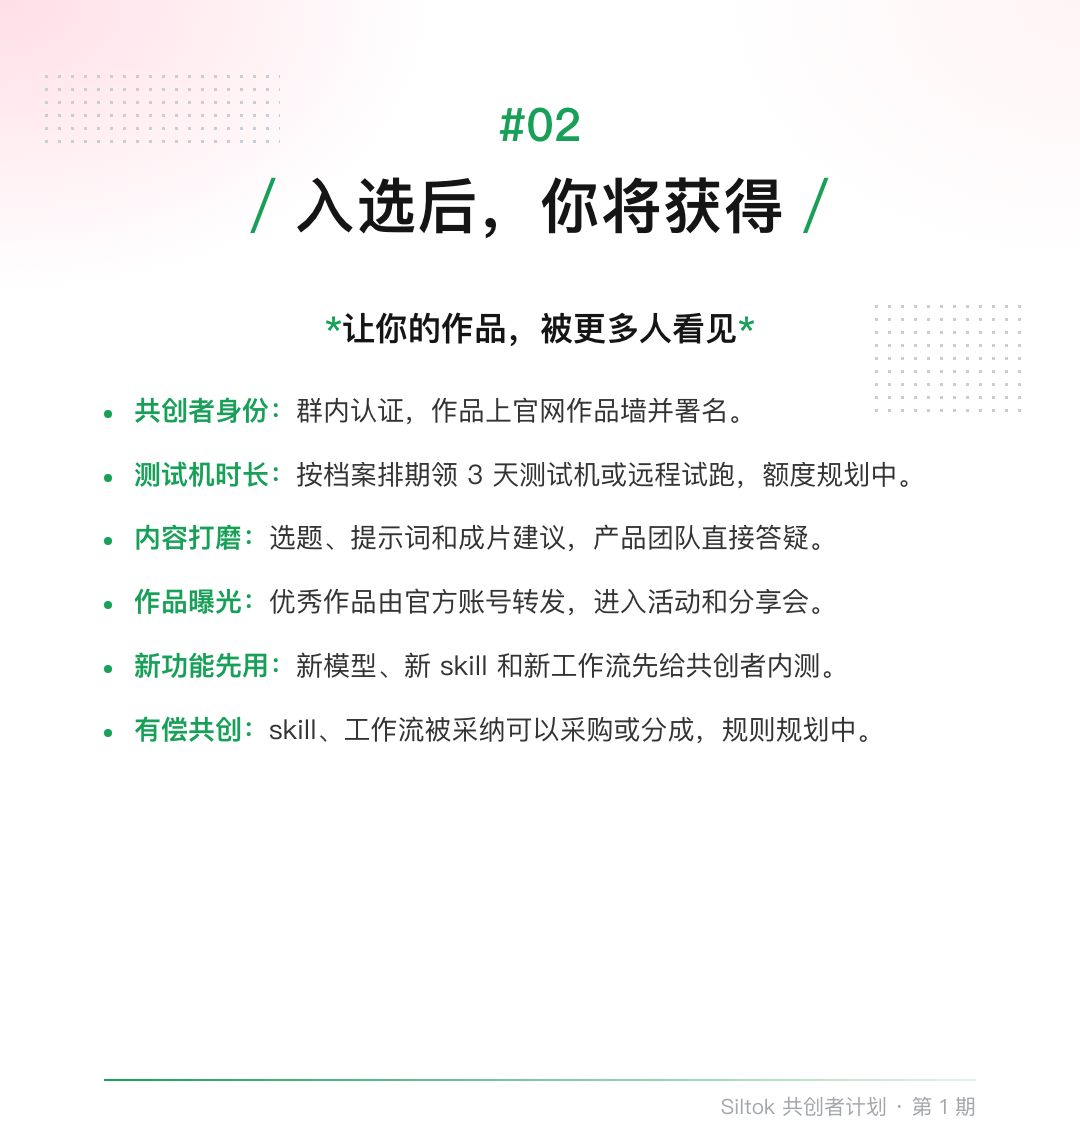 #02
/ 入选后，你将获得 /
*让你的作品，被更多人看见*
• 共创者身份：群内认证，作品上官网作品墙并署名。
• 测试机时长：按档案排期领 3 天测试机或远程试跑，额度规划中。
• 内容打磨：选题、提示词和成片建议，产品团队直接答疑。
• 作品曝光：优秀作品由官方账号转发，进入活动和分享会。
• 新功能先用：新模型、新 skill 和新工作流先给共创者内测。
• 有偿共创：skill、工作流被采纳可以采购或分成，规则规划中。
Siltok 共创者计划 · 第 1 期